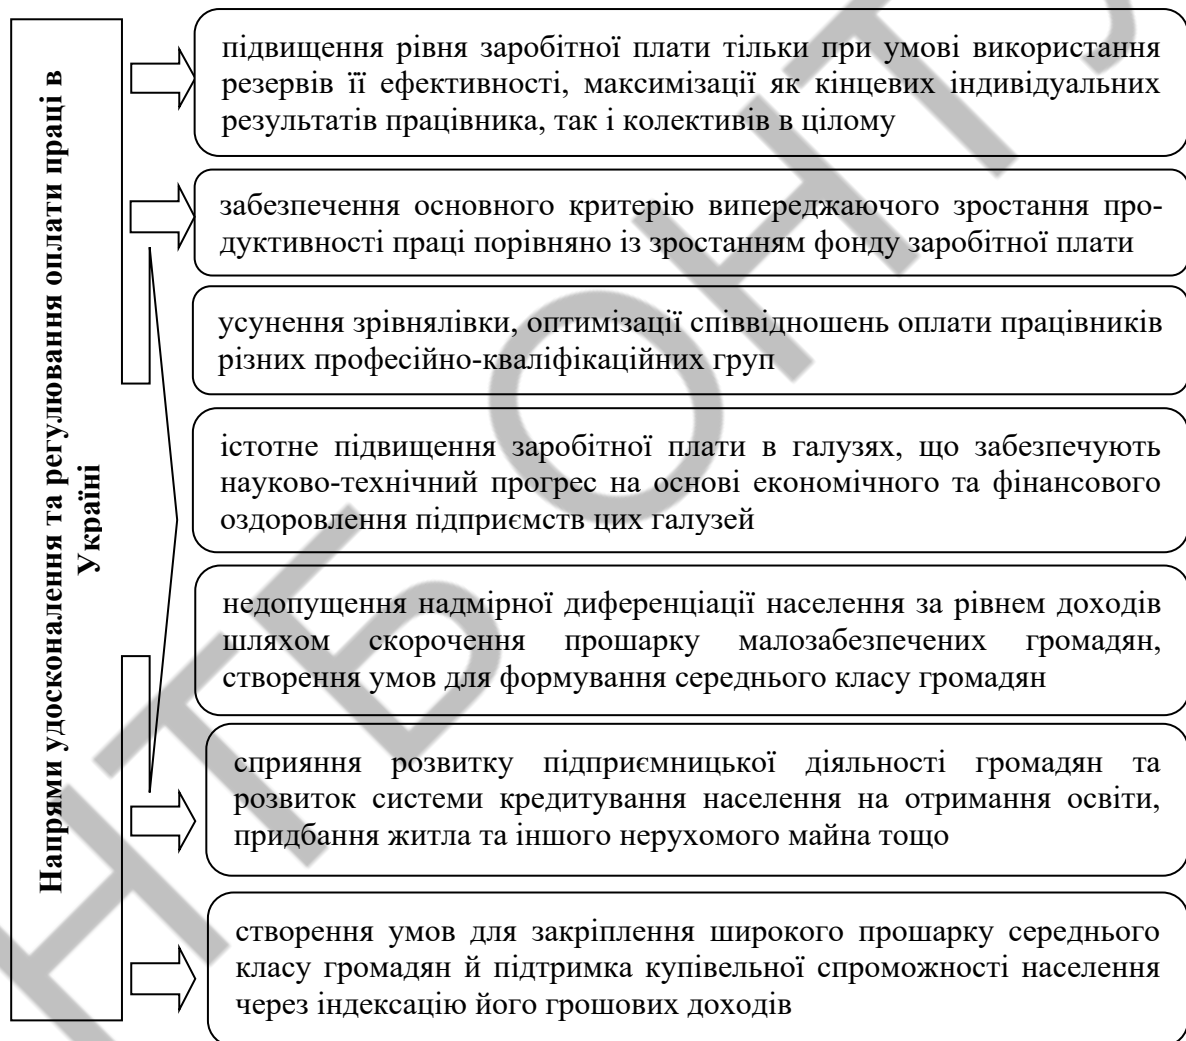 Напрями удосконалення та регулювання оплати праці в
Україні
підвищення рівня заробітної плати тільки при умові використання
резервів її ефективності, максимізації як кінцевих індивідуальних
результатів працівника, так і колективів в цілому
забезпечення основного критерію випереджаючого зростання про-
дуктивності праці порівняно із зростанням фонду заробітної плати
усунення зрівнялівки, оптимізації співвідношень оплати працівників
різних професійно-кваліфікаційних груп
істотне підвищення заробітної плати в галузях, що забезпечують
науково-технічний прогрес на основі економічного та фінансового
оздоровлення підприємств цих галузей
недопущення надмірної диференціації населення за рівнем доходів
шляхом скорочення прошарку малозабезпечених громадян,
створення умов для формування середнього класу громадян
сприяння розвитку підприємницької діяльності громадян та
розвиток системи кредитування населення на отримання освіти,
придбання житла та іншого нерухомого майна тощо
створення умов для закріплення широкого прошарку середнього
класу громадян й підтримка купівельної спроможності населення
через індексацію його грошових доходів